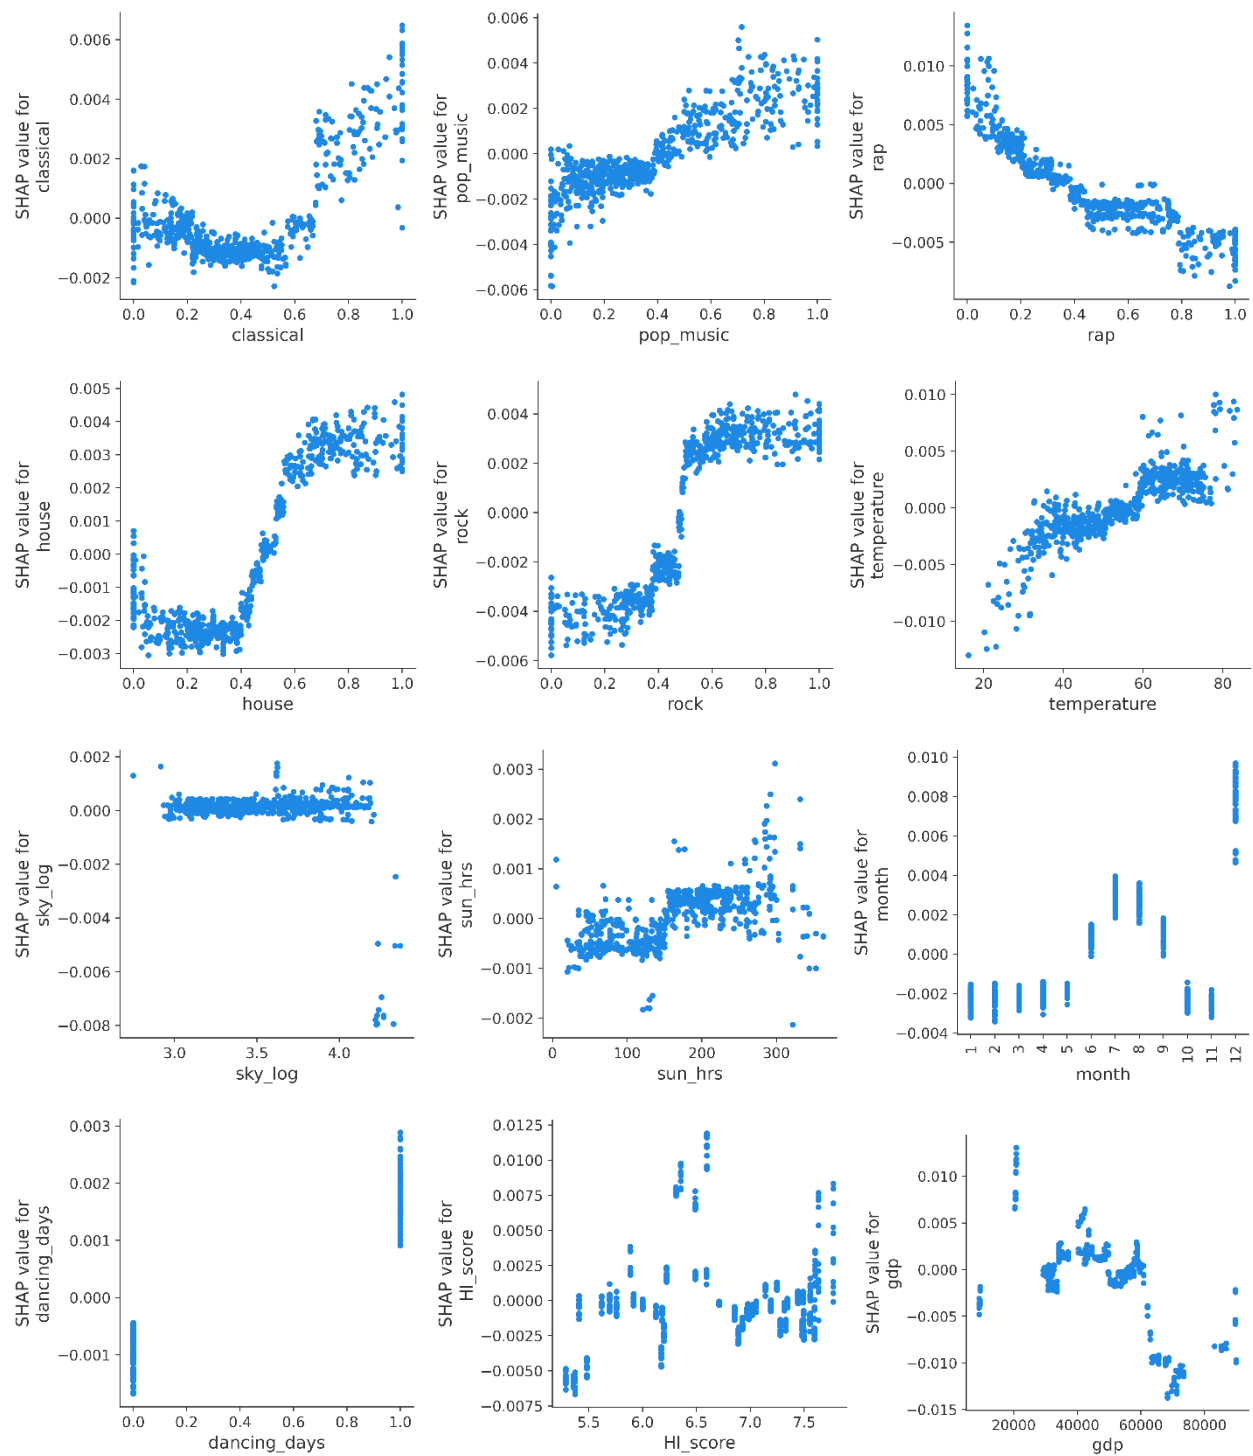 SHAP value for
classical
0.006
0.004
0.002
0.000
−0.002
0.0 0.2 0.4 0.6 0.8 1.0
classical
SHAP value for
pop_music
0.006
0.004
0.002
0.000
−0.002
−0.004
−0.006
0.0 0.2 0.4 0.6 0.8 1.0
pop_music
SHAP value for
rap
0.010
0.005
0.000
−0.005
0.0 0.2 0.4 0.6 0.8 1.0
rap
SHAP value for
house
0.005
0.004
0.003
0.002
0.001
0.000
−0.001
−0.002
−0.003
0.0 0.2 0.4 0.6 0.8 1.0
house
SHAP value for
rock
0.004
0.002
0.000
−0.002
−0.004
−0.006
0.0 0.2 0.4 0.6 0.8 1.0
rock
SHAP value for
temperature
0.010
0.005
0.000
−0.005
−0.010
20 40 60 80
temperature
SHAP value for
sky_log
0.002
0.000
−0.002
−0.004
−0.006
−0.008
3.0 3.5 4.0
sky_log
SHAP value for
sun_hrs
0.003
0.002
0.001
0.000
−0.001
−0.002
0 100 200 300
sun_hrs
SHAP value for
month
0.010
0.008
0.006
0.004
0.002
0.000
−0.002
−0.004
1 2 3 4 5 6 7 8 9 10 11 12
month
SHAP value for
dancing_days
0.003
0.002
0.001
0.000
−0.001
0.0 0.2 0.4 0.6 0.8 1.0
dancing_days
SHAP value for
HI_score
0.0125
0.0100
0.0075
0.0050
0.0025
0.0000
−0.0025
−0.0050
−0.0075
5.5 6.0 6.5 7.0 7.5
HI_score
SHAP value for
gdp
0.010
0.005
0.000
−0.005
−0.010
−0.015
20000 40000 60000 80000
gdp